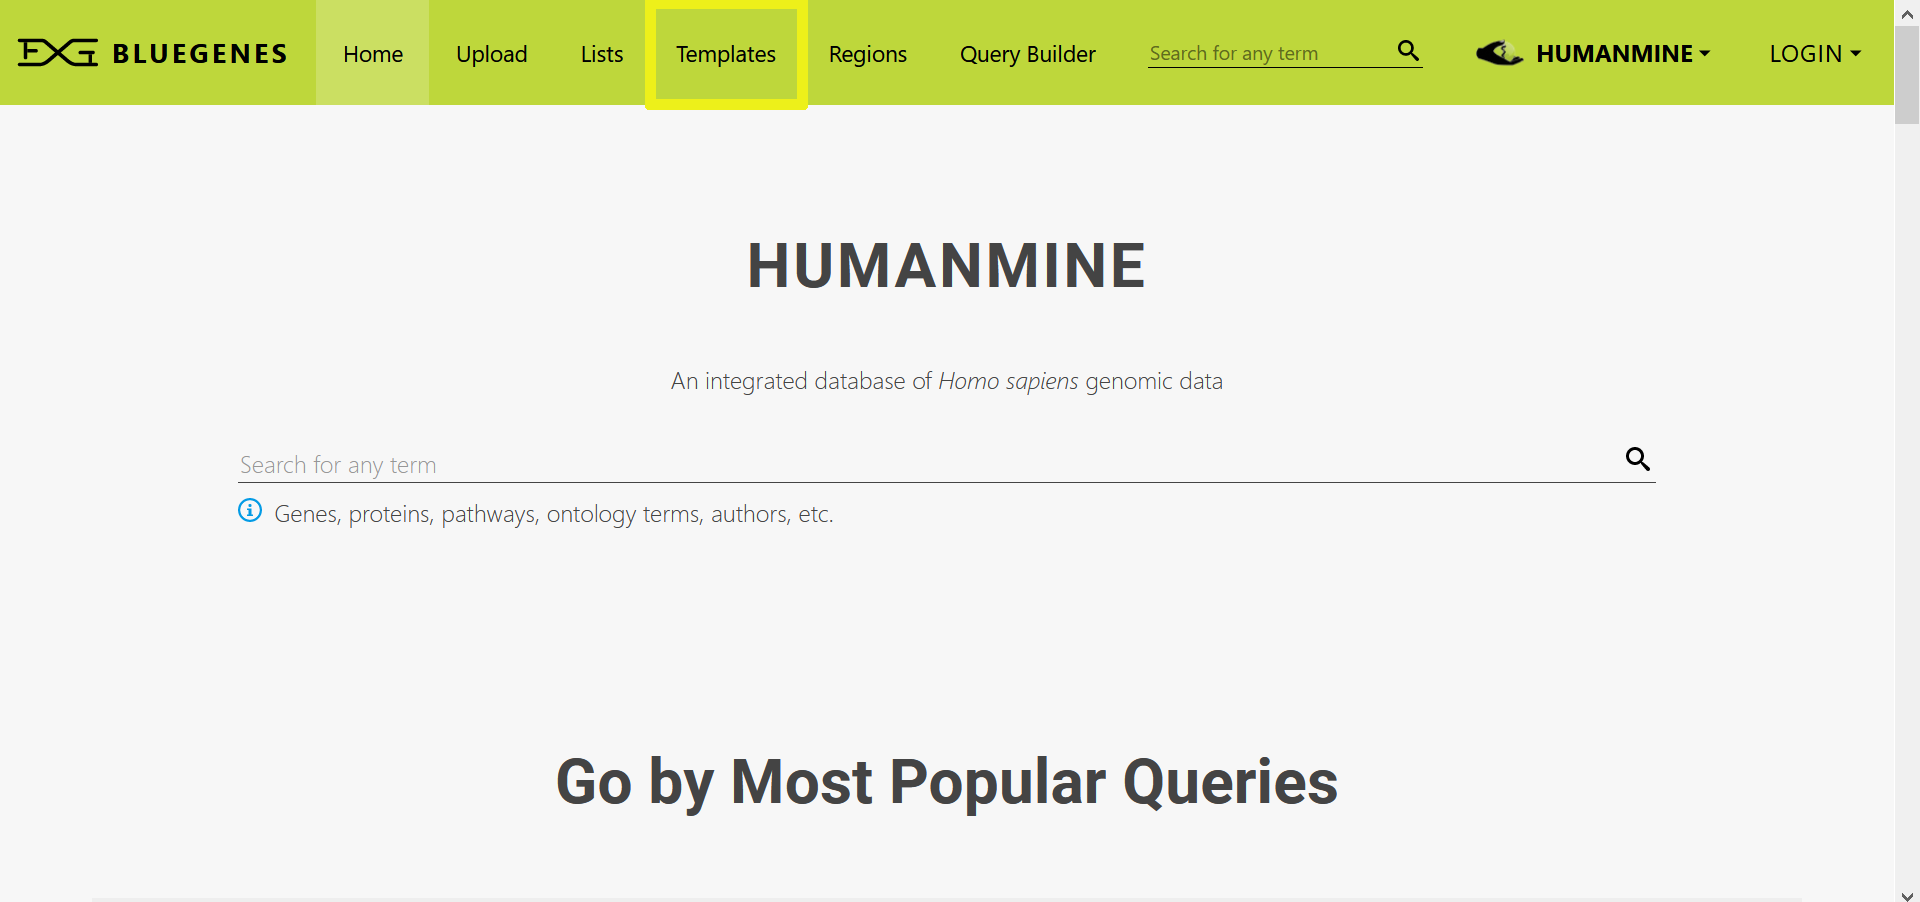 BLUEGENES Home Upload Lists Templates Regions Query Builder Search for any term HUMANMINE LOGIN
HUMANMINE
An integrated database of Homo sapiens genomic data
Search for any term
Genes, proteins, pathways, ontology terms, authors, etc.
Go by Most Popular Queries